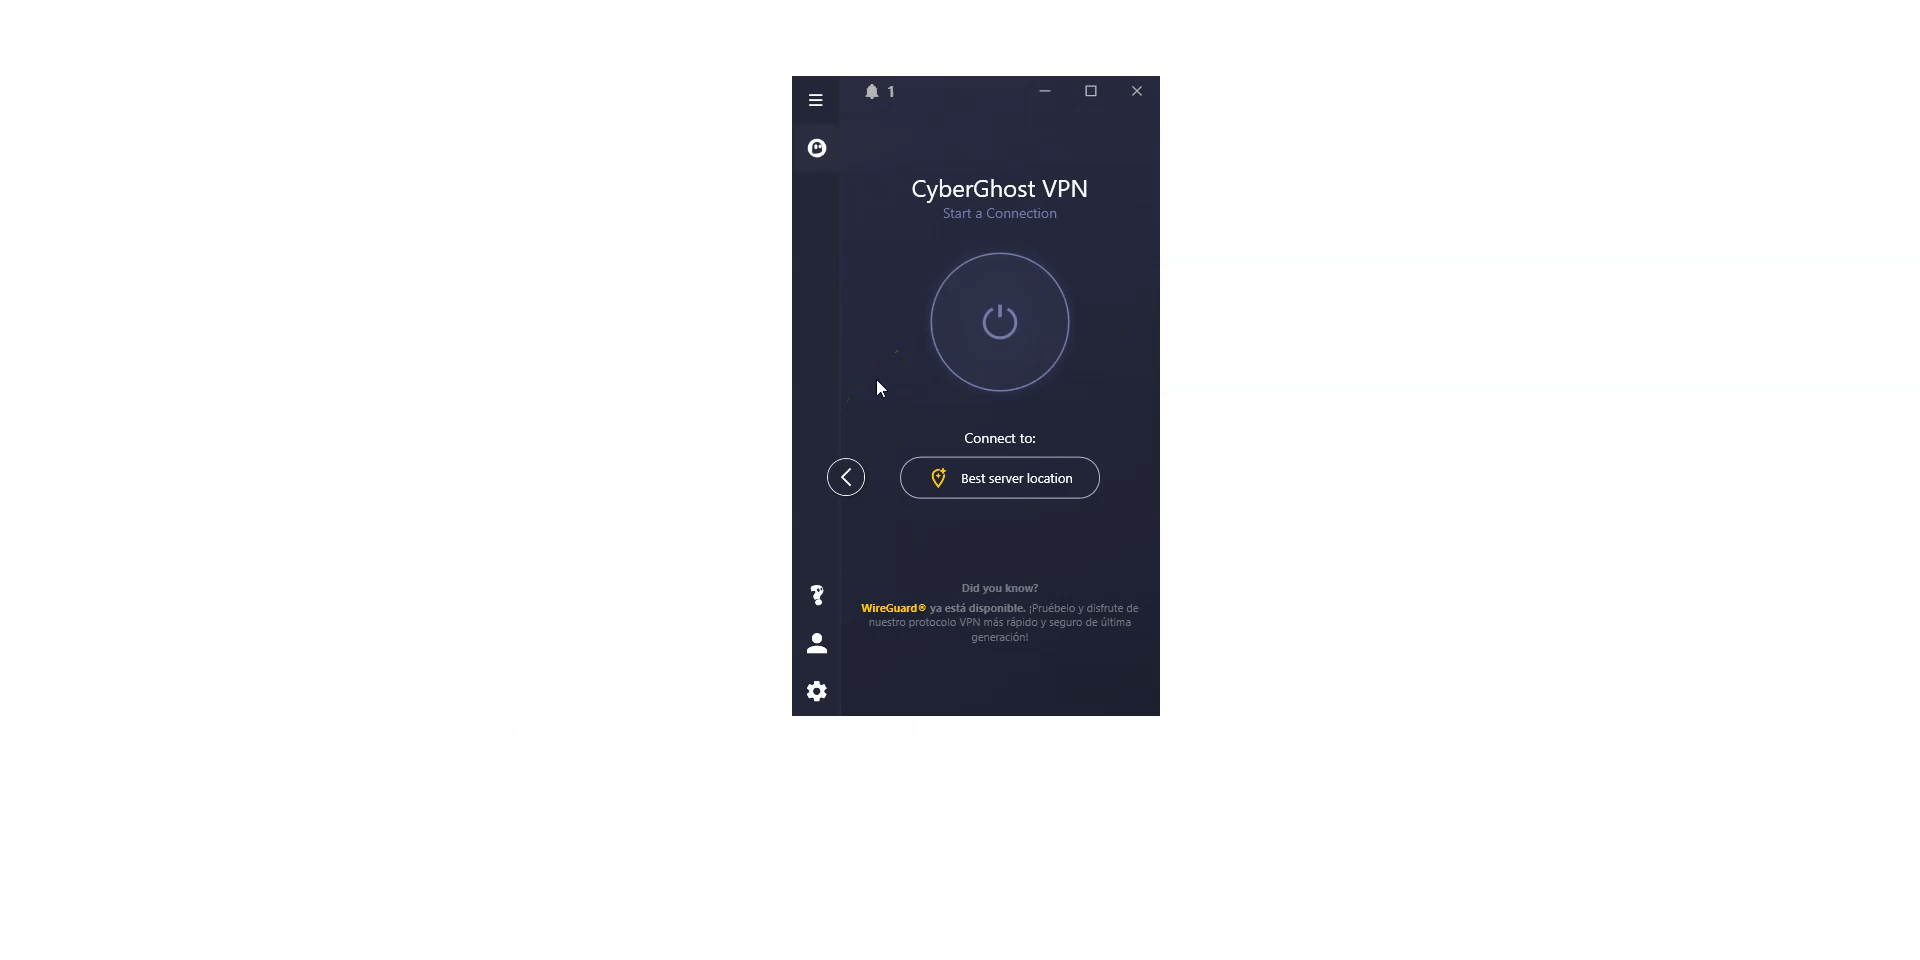 1
CyberGhost VPN
Start a Connection
Connect to:
Best server location
Did you know?
WireGuard® ya está disponible. ¡Pruébelo y disfrute de
nuestro protocolo VPN más rápido y seguro de última
generación!